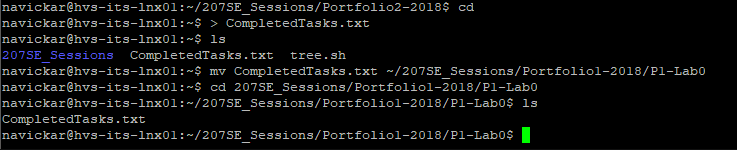 navickar@hvs-its-lnx01:~/207SE_Sessions/Portfolio2-2018$ cd
navickar@hvs-its-lnx01:~$ > CompletedTasks.txt
navickar@hvs-its-lnx01:~$ ls
207SE_Sessions  CompletedTasks.txt  tree.sh
navickar@hvs-its-lnx01:~$ mv CompletedTasks.txt ~/207SE_Sessions/Portfolio1-2018/P1-Lab0
navickar@hvs-its-lnx01:~$ cd 207SE_Sessions/Portfolio1-2018/P1-Lab0
navickar@hvs-its-lnx01:~/207SE_Sessions/Portfolio1-2018/P1-Lab0$ ls
CompletedTasks.txt
navickar@hvs-its-lnx01:~/207SE_Sessions/Portfolio1-2018/P1-Lab0$